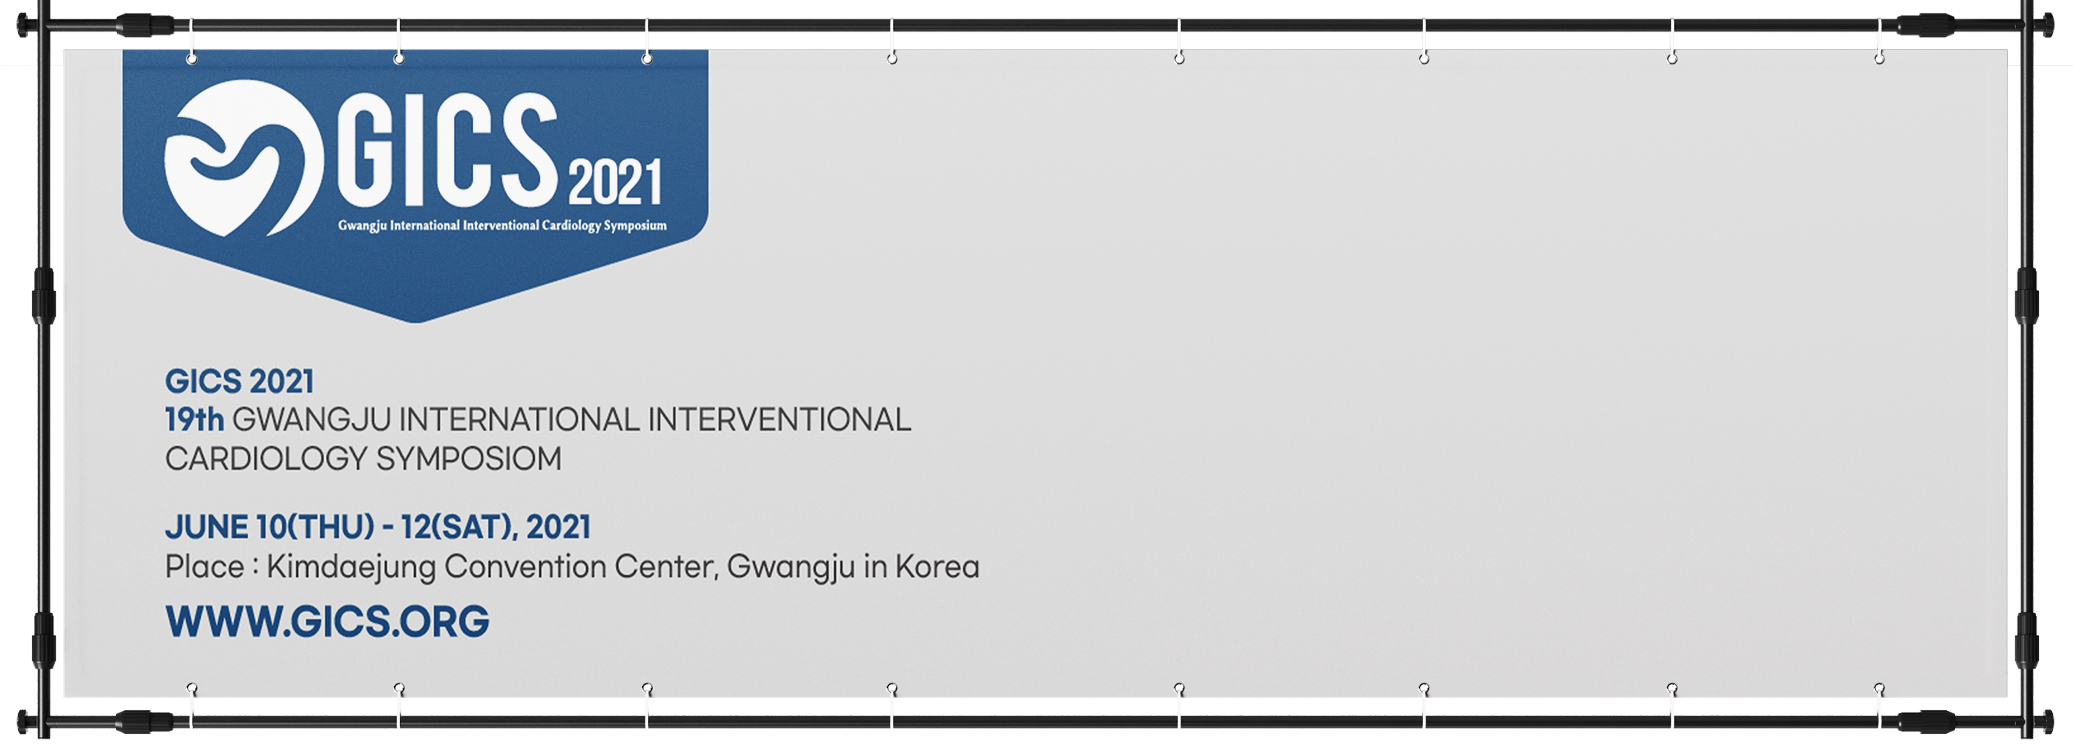 GICS 2021
Gwangju International Interventional Cardiology Symposium
GICS 2021
19th GWANGJU INTERNATIONAL INTERVENTIONAL
CARDIOLOGY SYMPOSIOM
JUNE 10(THU) - 12(SAT), 2021
Place : Kimdaejung Convention Center, Gwangju in Korea
WWW.GICS.ORG